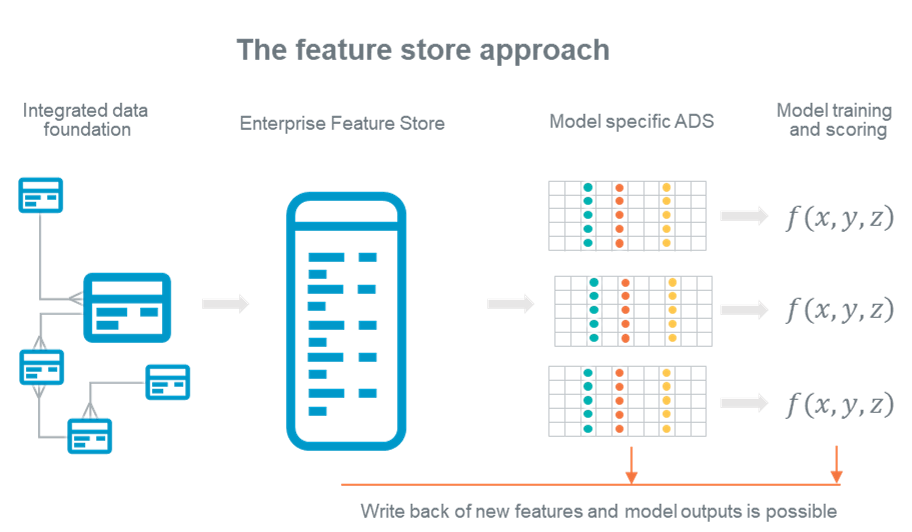 The feature store approach
Integrated data
foundation
Enterprise Feature Store
Model specific ADS
Model training
and scoring
f(x,y,z)
f(x,y,z)
f(x,y,z)
Write back of new features and model outputs is possible